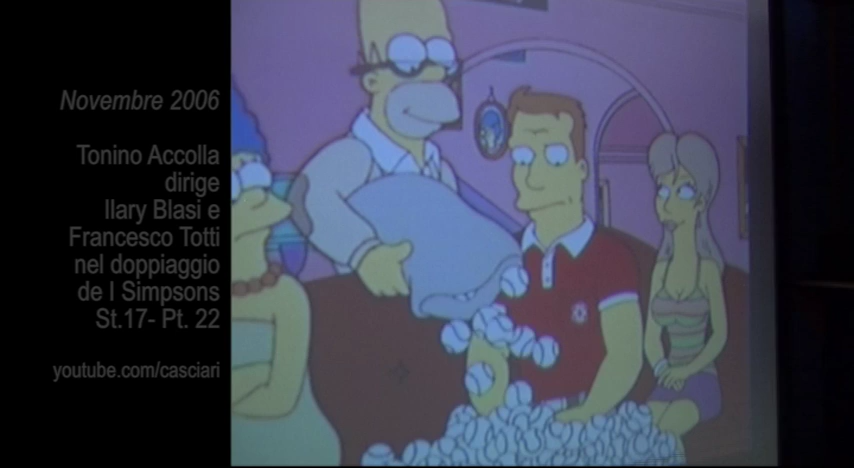 Novembre 2006
Tonino Accolla
dirige
Ilary Blasi e
Francesco Totti
nel doppiaggio
de I Simpsons
St.17- Pt. 22
youtube.com/casciari